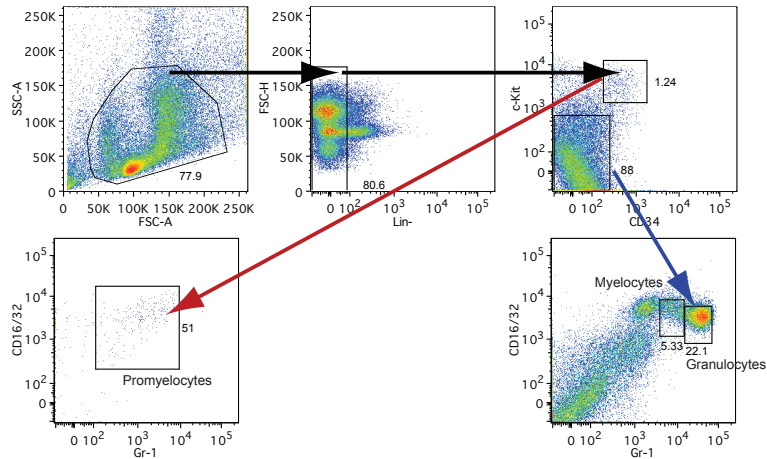 250K
200K
150K
100K
50K
0
SSC-A
77.9
0 50K 100K 150K 200K 250K
FSC-A
250K
200K
150K
100K
50K
0
FSC-H
80.6
0 10² 10³ 10⁴ 10⁵
Lin-
10⁵
10⁴
10³
10²
0
c-Kit
1.24
88
0 10² 10³ 10⁴ 10⁵
CD34
10⁵
10⁴
10³
10²
0
CD16/32
51
Promyelocytes
0 10² 10³ 10⁴ 10⁵
Gr-1
10⁵
10⁴
10³
10²
0
CD16/32
Myelocytes
5.33 22.1
Granulocytes
0 10² 10³ 10⁴ 10⁵
Gr-1